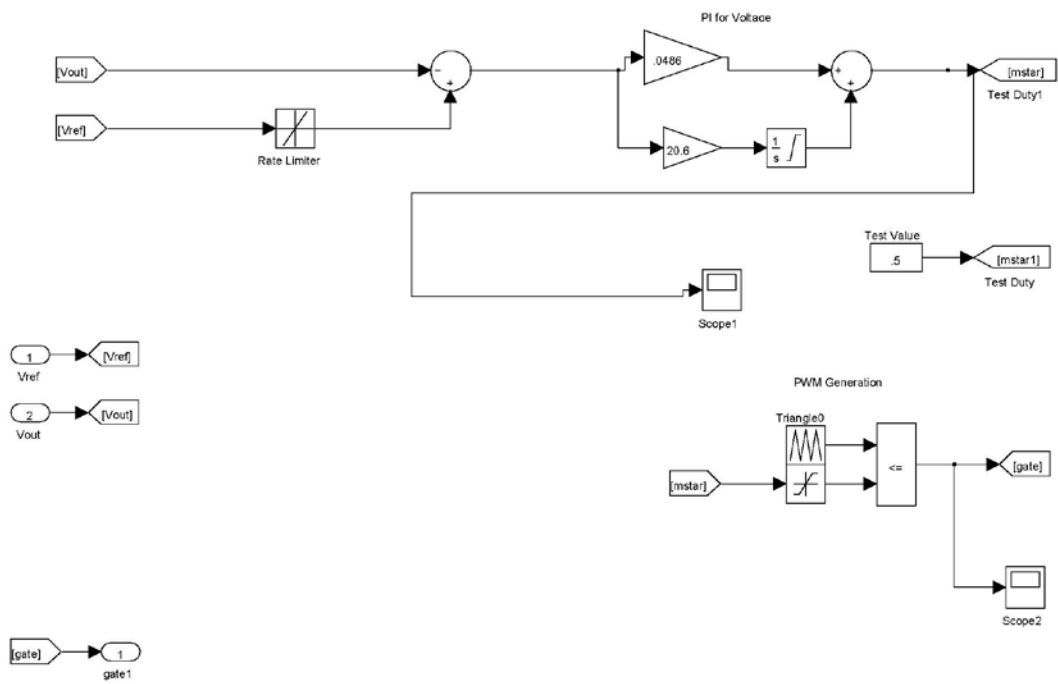 PI for Voltage
[Vout]
−
+
.0486
+
+
[mstar]
Test Duty1
[Vref]
Rate Limiter
20.6
1
s
Test Value
.5
[mstar1]
Test Duty
Scope1
1
[Vref]
Vref
2
[Vout]
Vout
PWM Generation
Triangle0
[mstar]
<=
[gate]
Scope2
[gate]
1
gate1